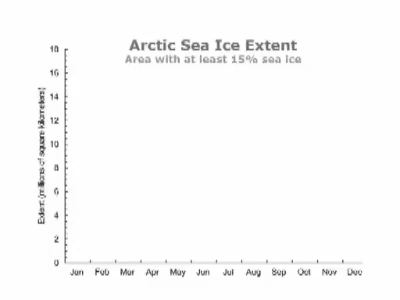 Arctic Sea Ice Extent
Area with at least 15% sea ice
Extent (millions of square kilometers)
18
16
14
12
10
8
6
4
2
0
Jan Feb Mar Apr May Jun Jul Aug Sep Oct Nov Dec